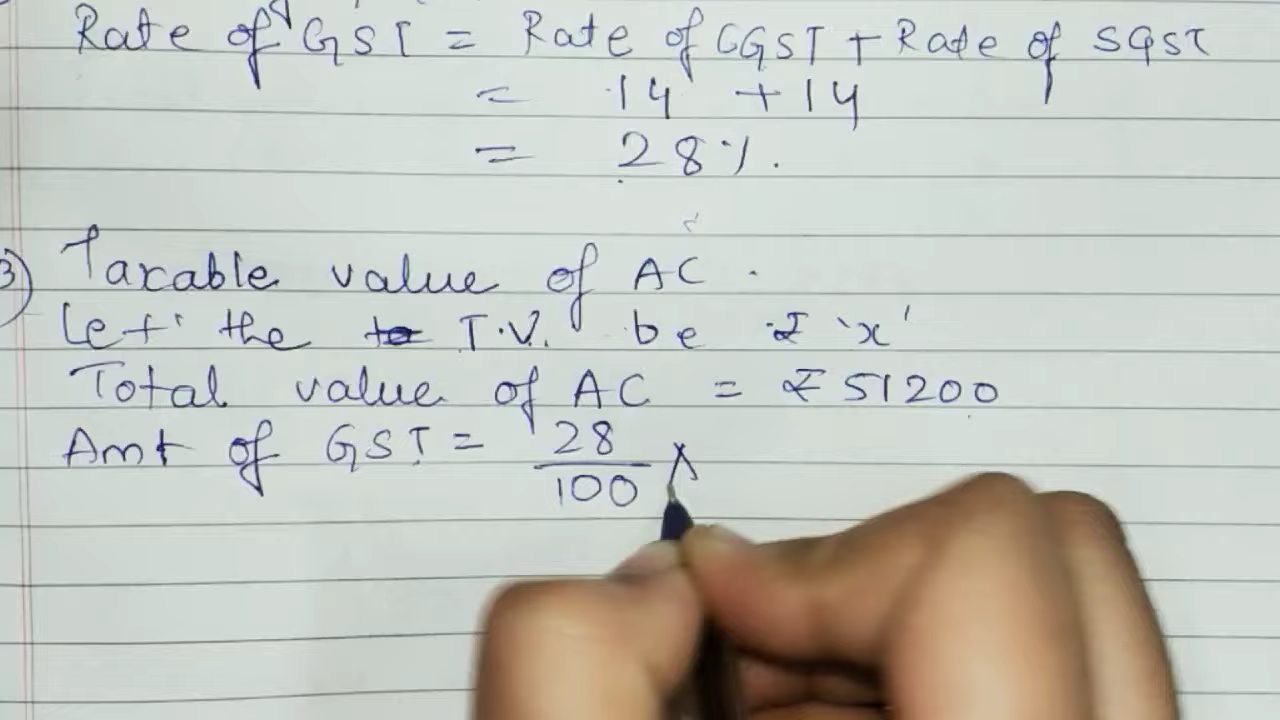 Rate of GST = Rate of CGST + Rate of SGST
= 14 + 14
= 28%.
3) Taxable value of AC.
Let the T.V. be ₹ 'x'
Total value of AC = ₹ 51200
Amt of GST = 28/100 x